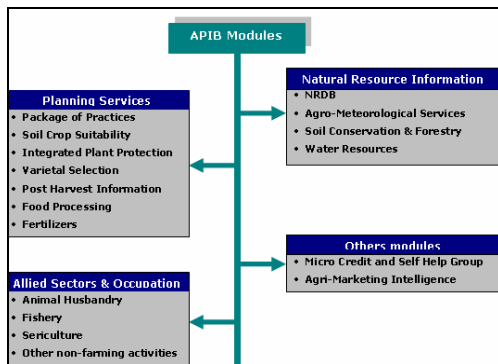 APIB Modules
Natural Resource Information
• NRDB
• Agro-Meteorological Services
• Soil Conservation & Forestry
• Water Resources
Planning Services
• Package of Practices
• Soil Crop Suitability
• Integrated Plant Protection
• Varietal Selection
• Post Harvest Information
• Food Processing
• Fertilizers
Others modules
• Micro Credit and Self Help Group
• Agri-Marketing Intelligence
Allied Sectors & Occupation
• Animal Husbandry
• Fishery
• Sericulture
• Other non-farming activities